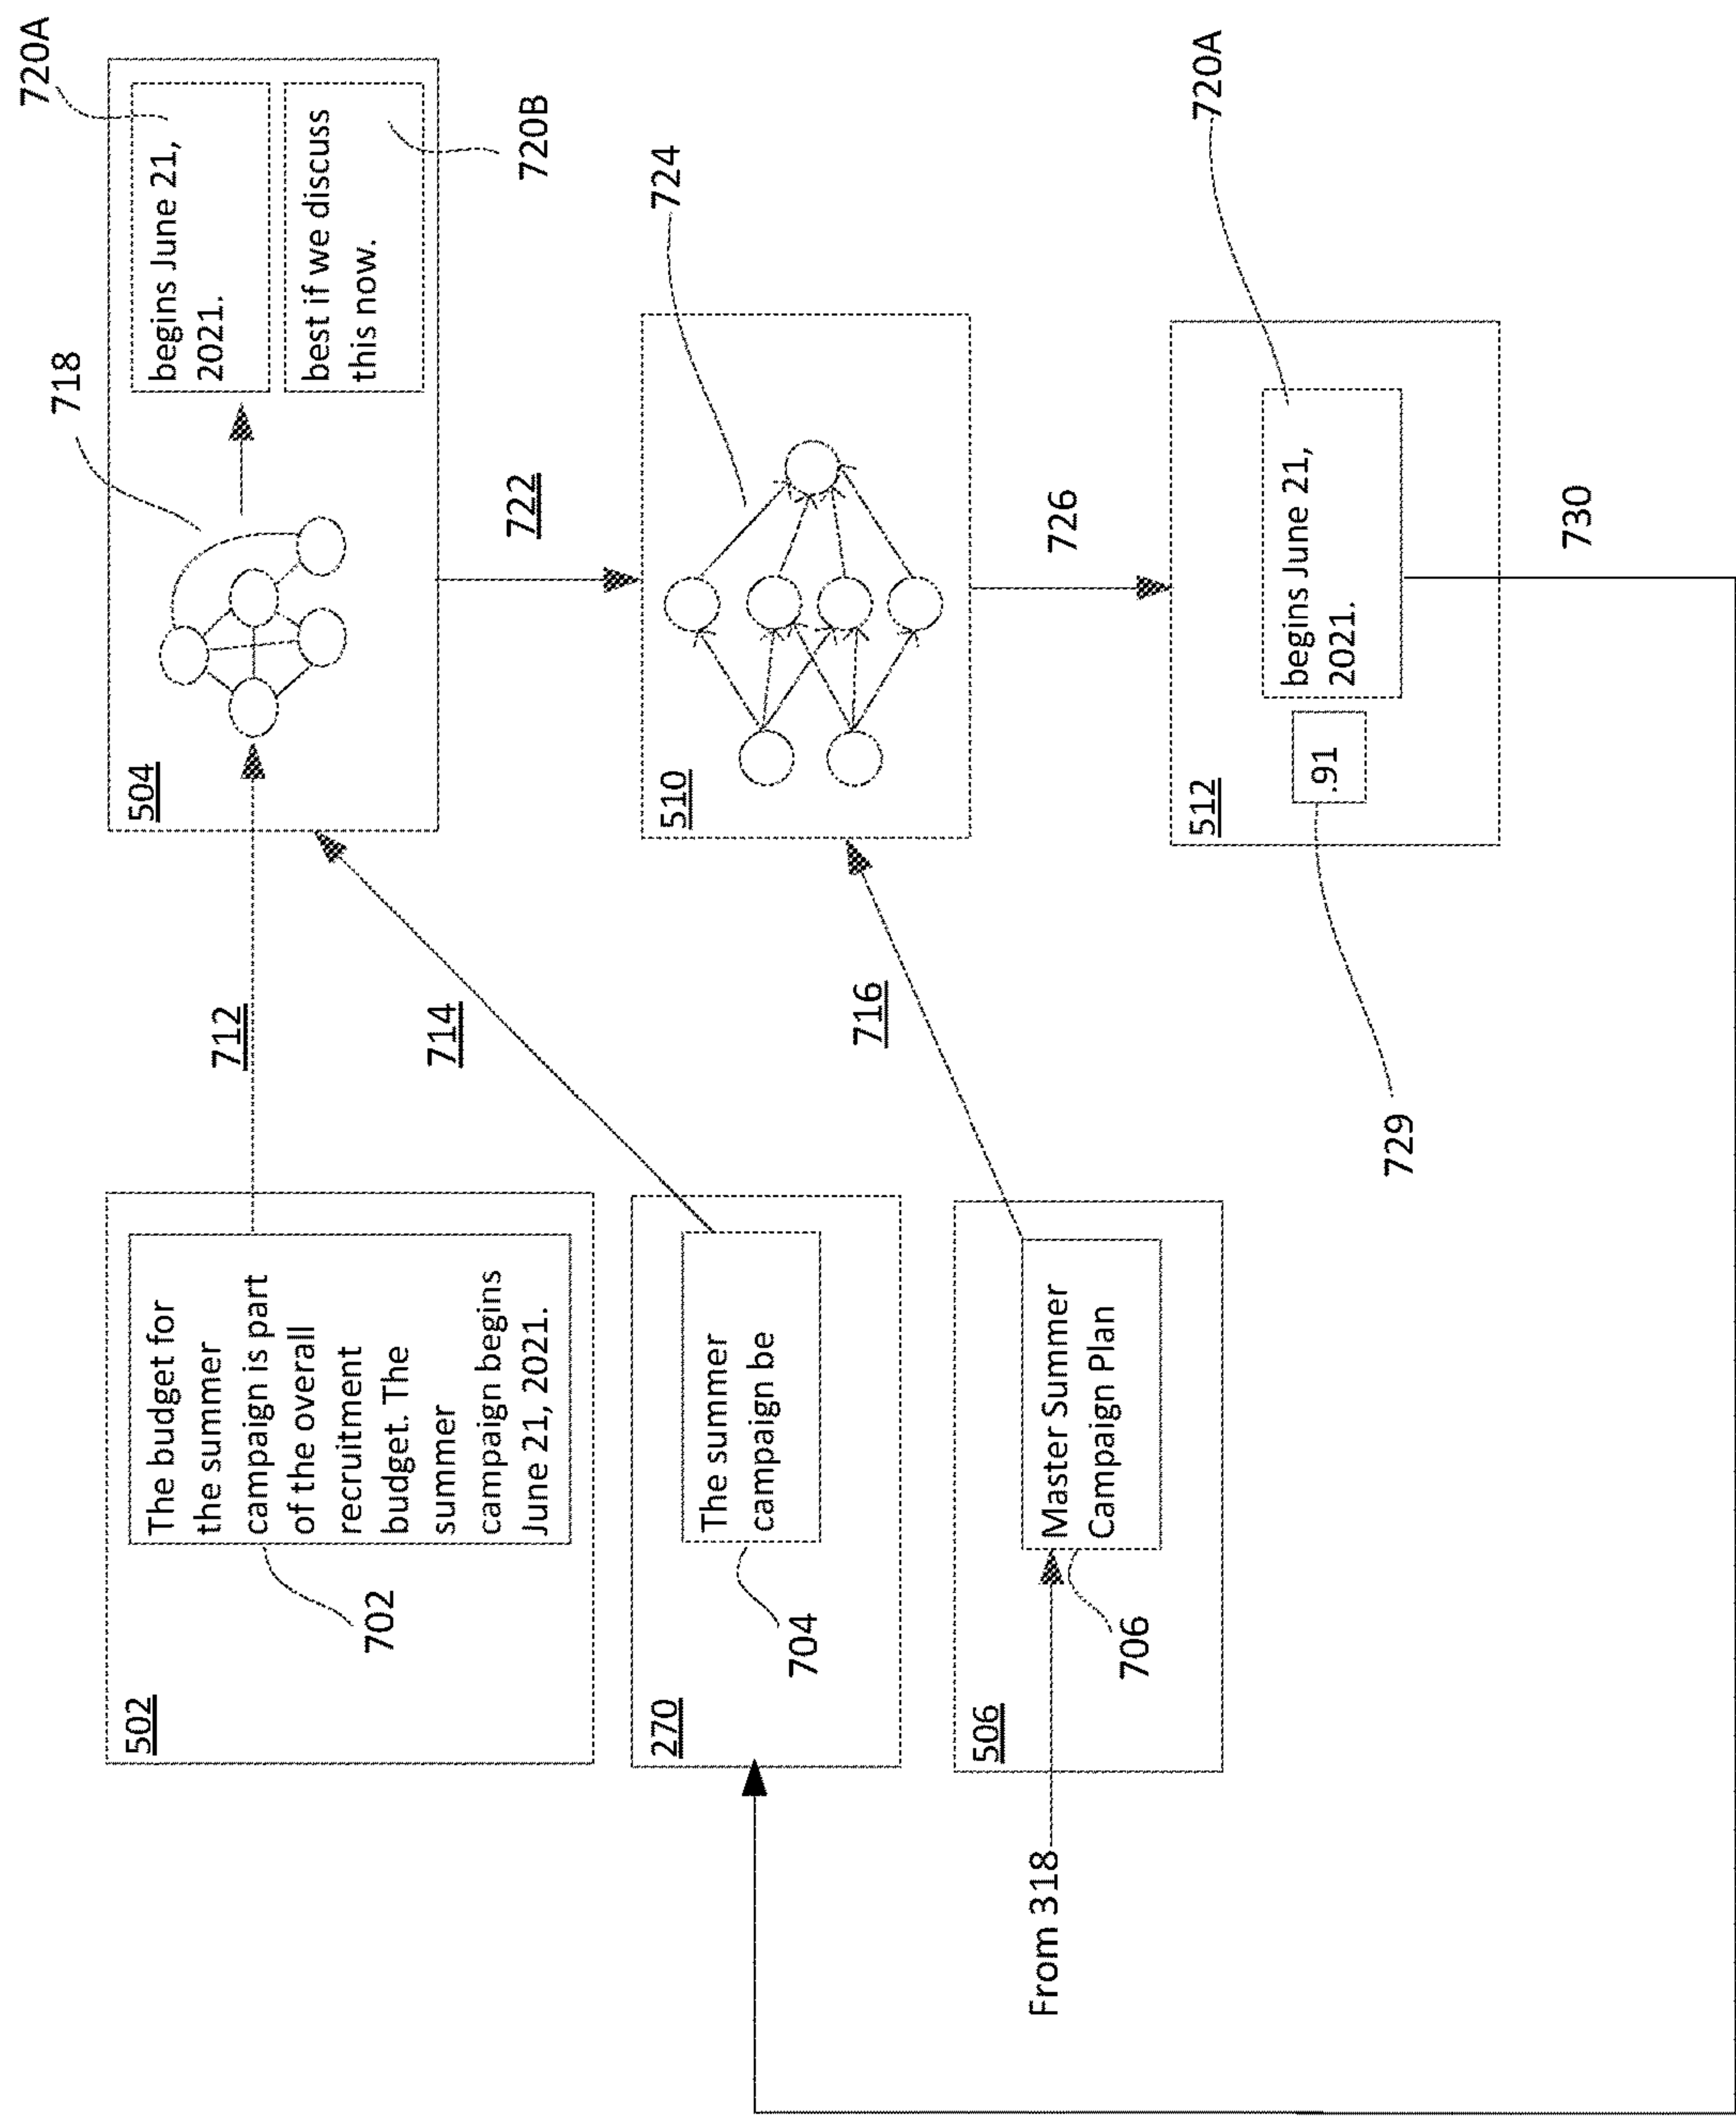 502
The budget for
the summer
campaign is part
of the overall
recruitment
budget. The
summer
campaign begins
June 21, 2021.
702
712
504
718
begins June 21,
2021.
720A
best if we discuss
this now.
720B
270
The summer
campaign be
704
714
722
510
724
506
Master Summer
Campaign Plan
706
From 318
716
726
512
.91
729
begins June 21,
2021.
720A
730